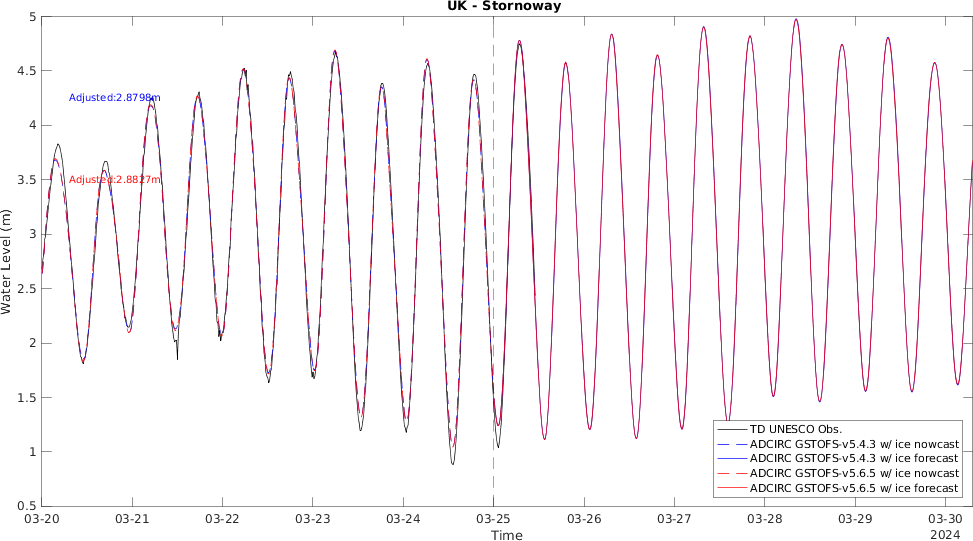 UK - Stornoway
5
4.5
4
3.5
3
2.5
2
1.5
1
0.5
Water Level (m)
Adjusted:2.8798m
Adjusted:2.8827m
TD UNESCO Obs.
ADCIRC GSTOFS-v5.4.3 w/ ice nowcast
ADCIRC GSTOFS-v5.4.3 w/ ice forecast
ADCIRC GSTOFS-v5.6.5 w/ ice nowcast
ADCIRC GSTOFS-v5.6.5 w/ ice forecast
03-20 03-21 03-22 03-23 03-24 03-25 03-26 03-27 03-28 03-29 03-30
Time
2024